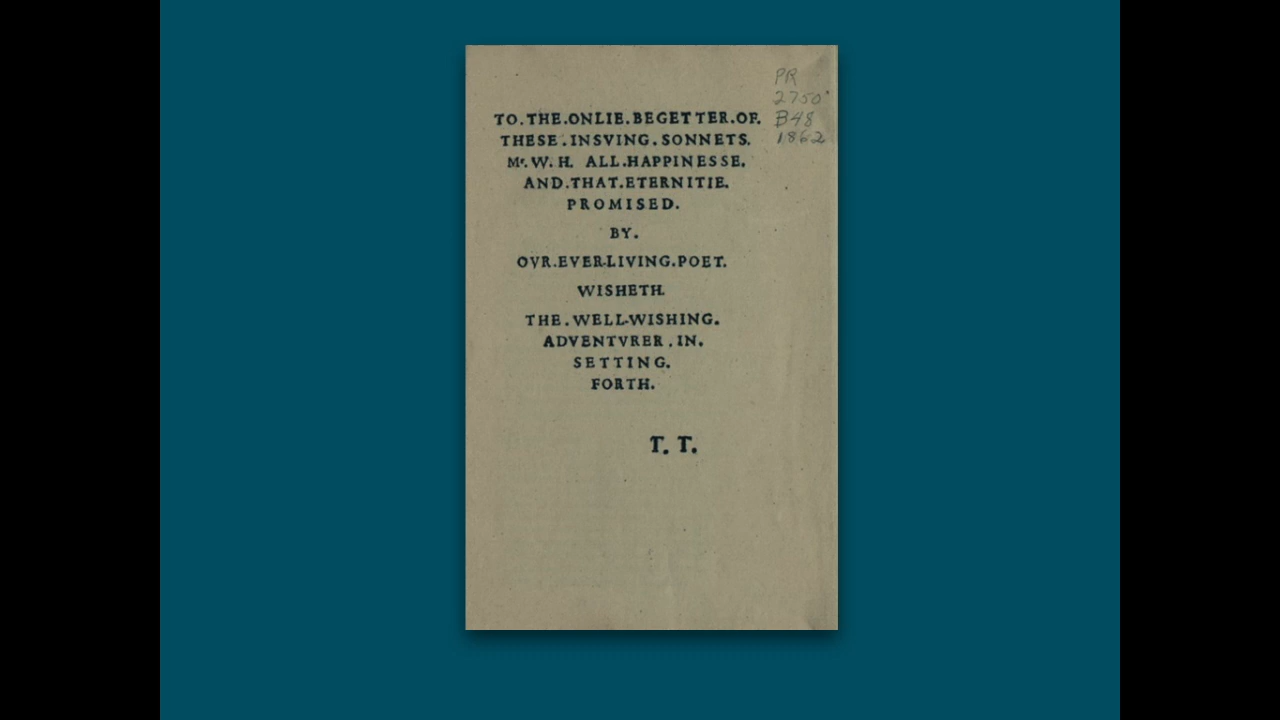 PR
2750
B48
1862
TO.THE.ONLIE.BEGETTER.OF.
THESE.INSVING.SONNETS.
Mr.W.H. ALL.HAPPINESSE.
AND.THAT.ETERNITIE.
PROMISED.
BY.
OVR.EVER-LIVING.POET.
WISHETH.
THE.WELL-WISHING.
ADVENTVRER.IN.
SETTING.
FORTH.
T. T.